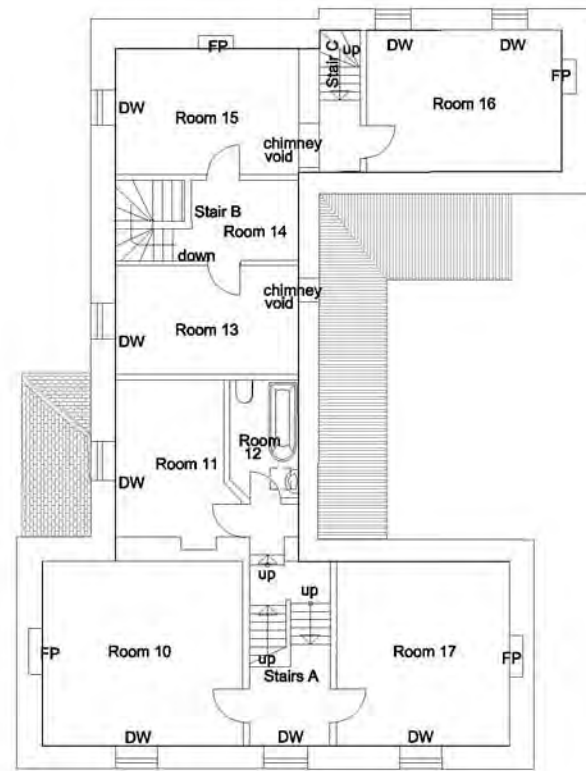 FP
up
Stair C
DW
DW
FP
DW
Room 15
Room 16
chimney
void
Stair B
Room 14
down
chimney
void
Room 13
DW
Room
12
Room 11
DW
up
up
FP
Room 10
Room 17
FP
up
Stairs A
DW
DW
DW